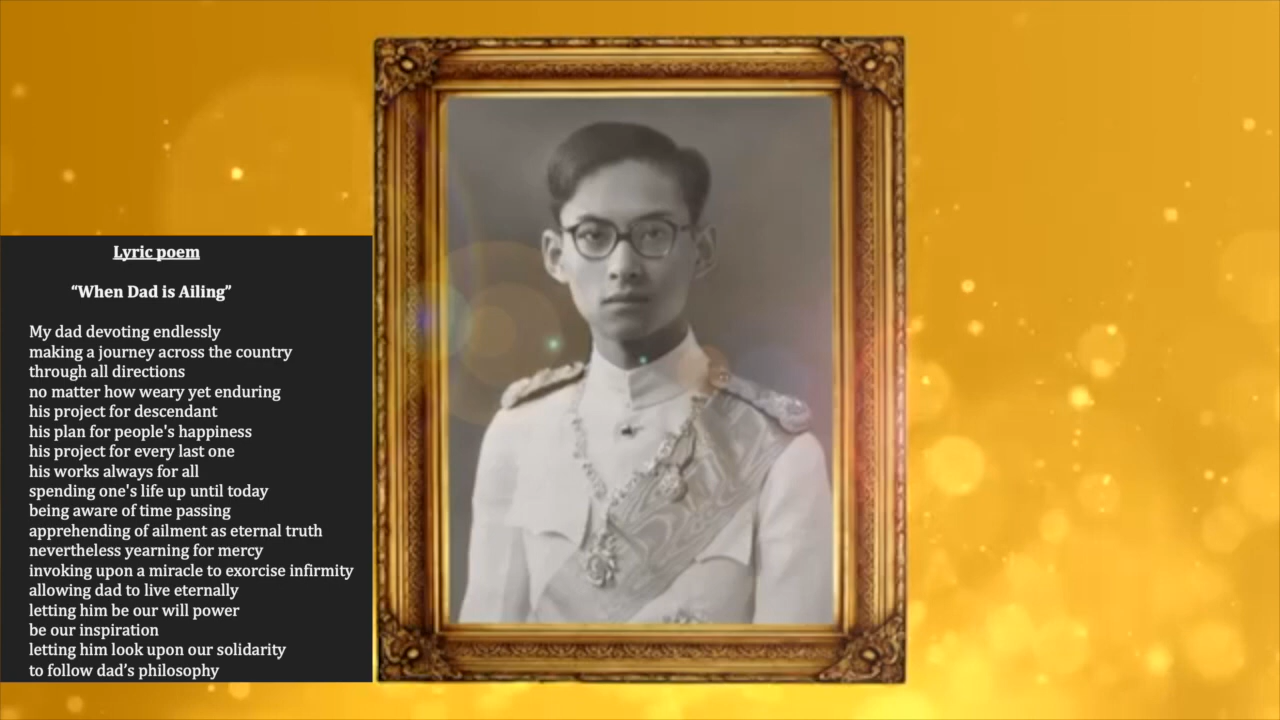 Lyric poem
“When Dad is Ailing”
My dad devoting endlessly
making a journey across the country
through all directions
no matter how weary yet enduring
his project for descendant
his plan for people's happiness
his project for every last one
his works always for all
spending one's life up until today
being aware of time passing
apprehending of ailment as eternal truth
nevertheless yearning for mercy
invoking upon a miracle to exorcise infirmity
allowing dad to live eternally
letting him be our will power
be our inspiration
letting him look upon our solidarity
to follow dad’s philosophy